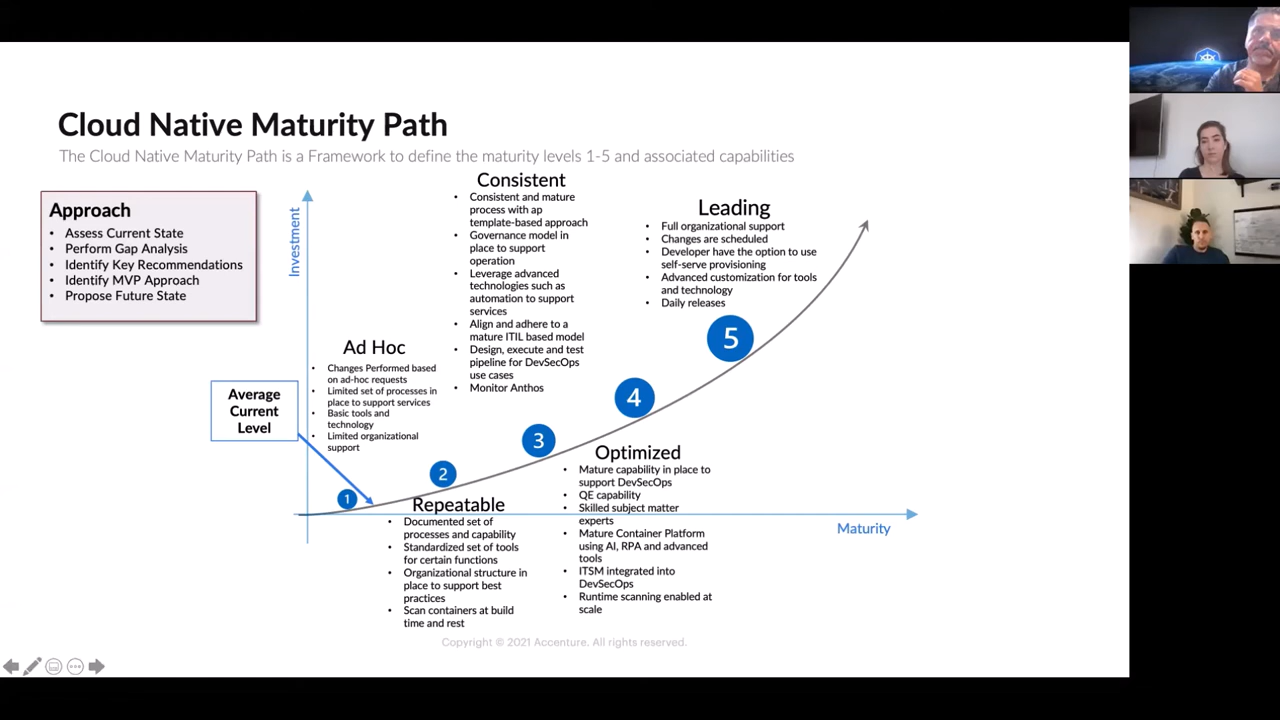 Cloud Native Maturity Path
The Cloud Native Maturity Path is a Framework to define the maturity levels 1-5 and associated capabilities
Approach
• Assess Current State
• Perform Gap Analysis
• Identify Key Recommendations
• Identify MVP Approach
• Propose Future State
Investment
Average
Current
Level
Ad Hoc
• Changes Performed based
on ad-hoc requests
• Limited set of processes in
place to support services
• Basic tools and
technology
• Limited organizational
support
1
Repeatable
• Documented set of
processes and capability
• Standardized set of tools
for certain functions
• Organizational structure in
place to support best
practices
• Scan containers at build
time and rest
2
Consistent
• Consistent and mature
process with ap
template-based approach
• Governance model in
place to support
operation
• Leverage advanced
technologies such as
automation to support
services
• Align and adhere to a
mature ITIL based model
• Design, execute and test
pipeline for DevSecOps
use cases
• Monitor Anthos
3
Optimized
• Mature capability in place to
support DevSecOps
• QE capability
• Skilled subject matter
experts
• Mature Container Platform
using AI, RPA and advanced
tools
• ITSM integrated into
DevSecOps
• Runtime scanning enabled at
scale
4
Leading
• Full organizational support
• Changes are scheduled
• Developer have the option to use
self-serve provisioning
• Advanced customization for tools
and technology
• Daily releases
5
Maturity
Copyright © 2021 Accenture. All rights reserved.